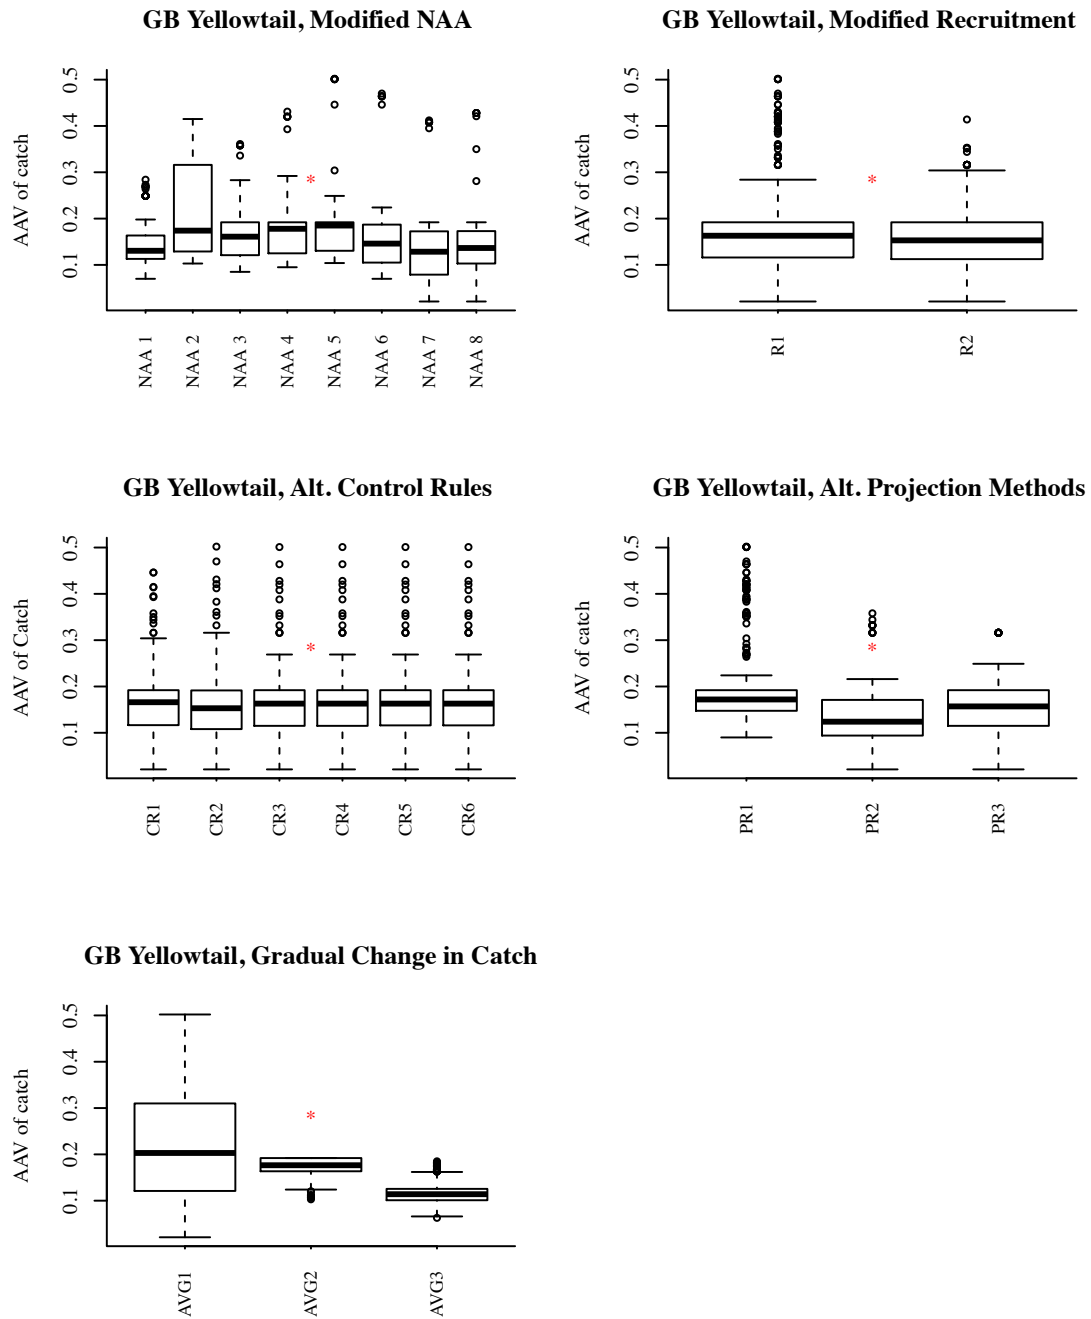 GB Yellowtail, Modified NAA
AAV of catch
0.5
0.4
0.3
0.2
0.1
*
NAA 1
NAA 2
NAA 3
NAA 4
NAA 5
NAA 6
NAA 7
NAA 8
GB Yellowtail, Modified Recruitment
AAV of catch
0.5
0.4
0.3
0.2
0.1
*
R1
R2
GB Yellowtail, Alt. Control Rules
AAV of Catch
0.5
0.4
0.3
0.2
0.1
*
CR1
CR2
CR3
CR4
CR5
CR6
GB Yellowtail, Alt. Projection Methods
AAV of catch
0.5
0.4
0.3
0.2
0.1
*
PR1
PR2
PR3
GB Yellowtail, Gradual Change in Catch
AAV of catch
0.5
0.4
0.3
0.2
0.1
*
AVG1
AVG2
AVG3